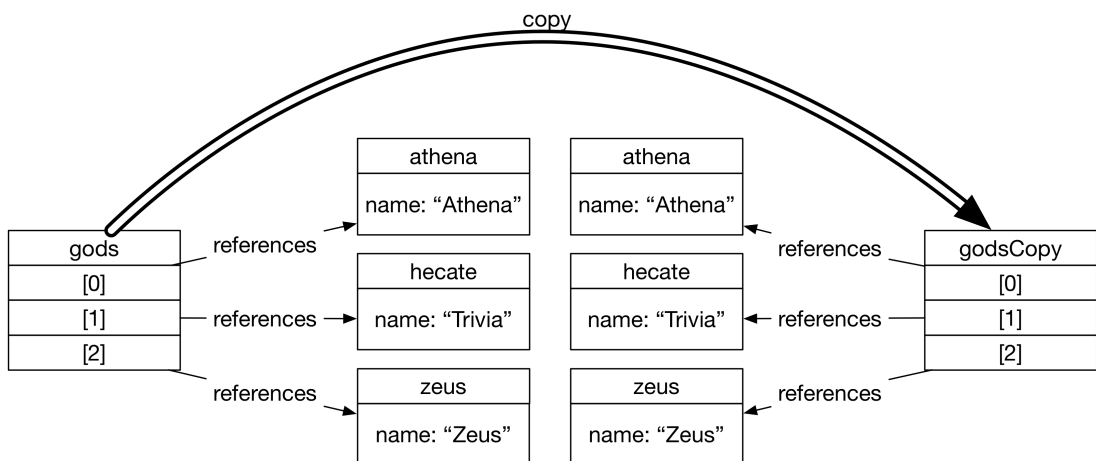 copy
gods
[0]
[1]
[2]
references
references
references
athena
name: “Athena”
hecate
name: “Trivia”
zeus
name: “Zeus”
athena
name: “Athena”
hecate
name: “Trivia”
zeus
name: “Zeus”
references
references
references
godsCopy
[0]
[1]
[2]